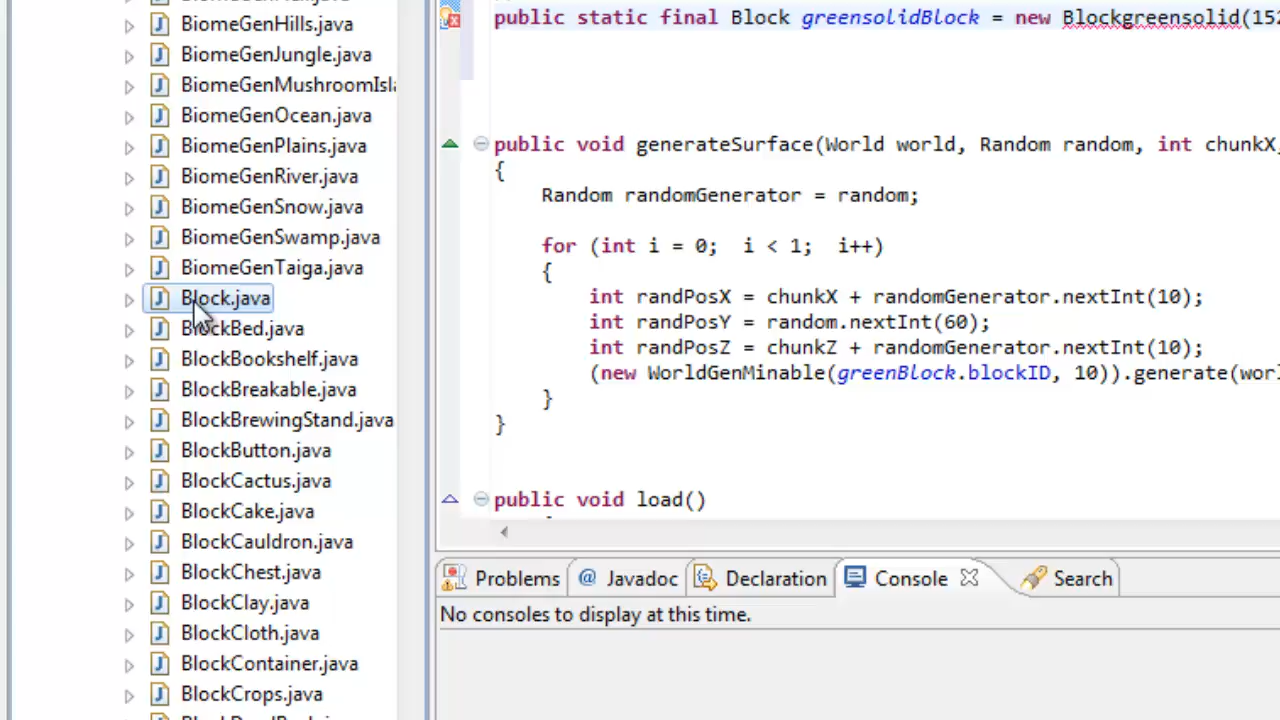 BiomeGenHills.java
BiomeGenJungle.java
BiomeGenMushroomIsl
BiomeGenOcean.java
BiomeGenPlains.java
BiomeGenRiver.java
BiomeGenSnow.java
BiomeGenSwamp.java
BiomeGenTaiga.java
Block.java
BlockBed.java
BlockBookshelf.java
BlockBreakable.java
BlockBrewingStand.java
BlockButton.java
BlockCactus.java
BlockCake.java
BlockCauldron.java
BlockChest.java
BlockClay.java
BlockCloth.java
BlockContainer.java
BlockCrops.java
public static final Block greensolidBlock = new Blockgreensolid(152
public void generateSurface(World world, Random random, int chunkX,
{
Random randomGenerator = random;
for (int i = 0; i < 1; i++)
{
int randPosX = chunkX + randomGenerator.nextInt(10);
int randPosY = random.nextInt(60);
int randPosZ = chunkZ + randomGenerator.nextInt(10);
(new WorldGenMinable(greenBlock.blockID, 10)).generate(worl
}
}
public void load()
Problems @ Javadoc Declaration Console Search
No consoles to display at this time.